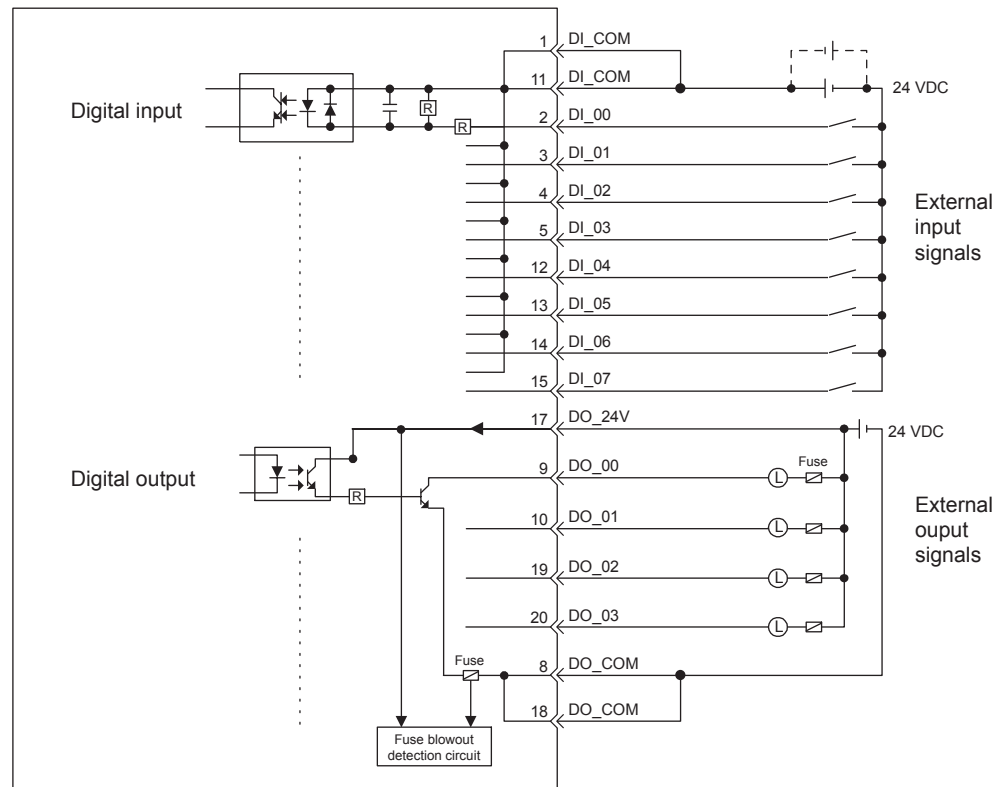 1 DI_COM
11 DI_COM
24 VDC
Digital input
R
R
2 DI_00
3 DI_01
4 DI_02
5 DI_03
12 DI_04
13 DI_05
14 DI_06
15 DI_07
External
input
signals
17 DO_24V
24 VDC
Digital output
R
9 DO_00
L
Fuse
10 DO_01
L
19 DO_02
L
20 DO_03
L
External
ouput
signals
Fuse
8 DO_COM
18 DO_COM
Fuse blowout
detection circuit